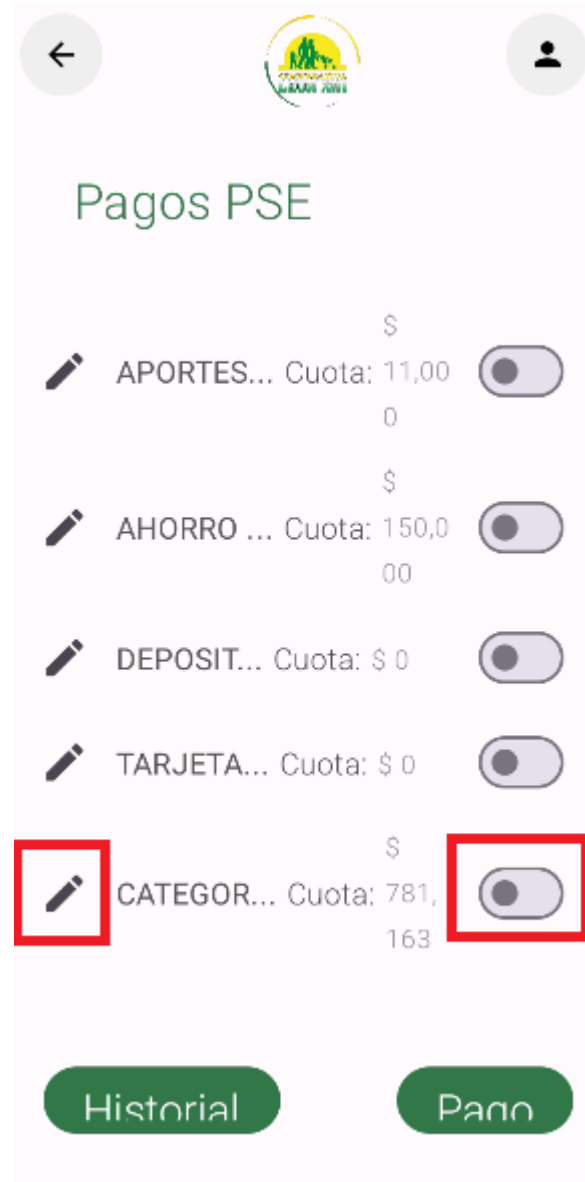 Pagos PSE
$
APORTES... Cuota: 11,00
0
$
AHORRO ... Cuota: 150,0
00
DEPOSIT... Cuota: $ 0
TARJETA... Cuota: $ 0
$
CATEGOR... Cuota: 781,
163
Historial Pago